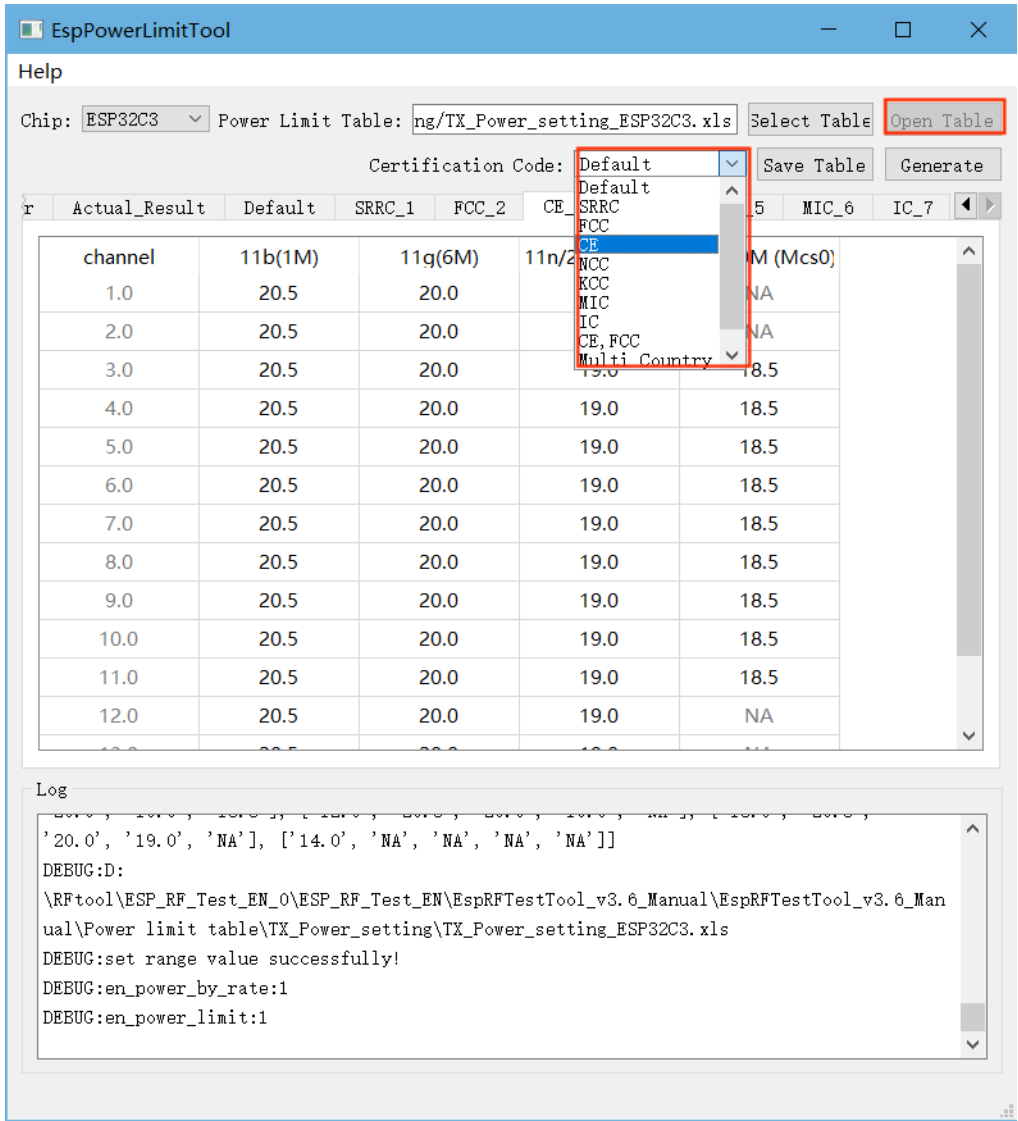 EspPowerLimitTool
Help
Chip: ESP32C3 Power Limit Table: ng/TX_Power_setting_ESP32C3.xls Select Table Open Table
Certification Code: Default Save Table Generate
Default
SRRC
FCC
CE
NCC
KCC
MIC
IC
CE,FCC
Multi Country
r Actual_Result Default SRRC_1 FCC_2 CE_ _5 MIC_6 IC_7
channel 11b(1M) 11g(6M) 11n/2 M (Mcs0)
1.0 20.5 20.0 NA
2.0 20.5 20.0 NA
3.0 20.5 20.0 19.0 18.5
4.0 20.5 20.0 19.0 18.5
5.0 20.5 20.0 19.0 18.5
6.0 20.5 20.0 19.0 18.5
7.0 20.5 20.0 19.0 18.5
8.0 20.5 20.0 19.0 18.5
9.0 20.5 20.0 19.0 18.5
10.0 20.5 20.0 19.0 18.5
11.0 20.5 20.0 19.0 18.5
12.0 20.5 20.0 19.0 NA
Log
'20.0', '19.0', 'NA'], ['14.0', 'NA', 'NA', 'NA', 'NA']]
DEBUG:D:
\RFtool\ESP_RF_Test_EN_0\ESP_RF_Test_EN\EspRFTestTool_v3.6_Manual\EspRFTestTool_v3.6_Man
ual\Power limit table\TX_Power_setting\TX_Power_setting_ESP32C3.xls
DEBUG:set range value successfully!
DEBUG:en_power_by_rate:1
DEBUG:en_power_limit:1